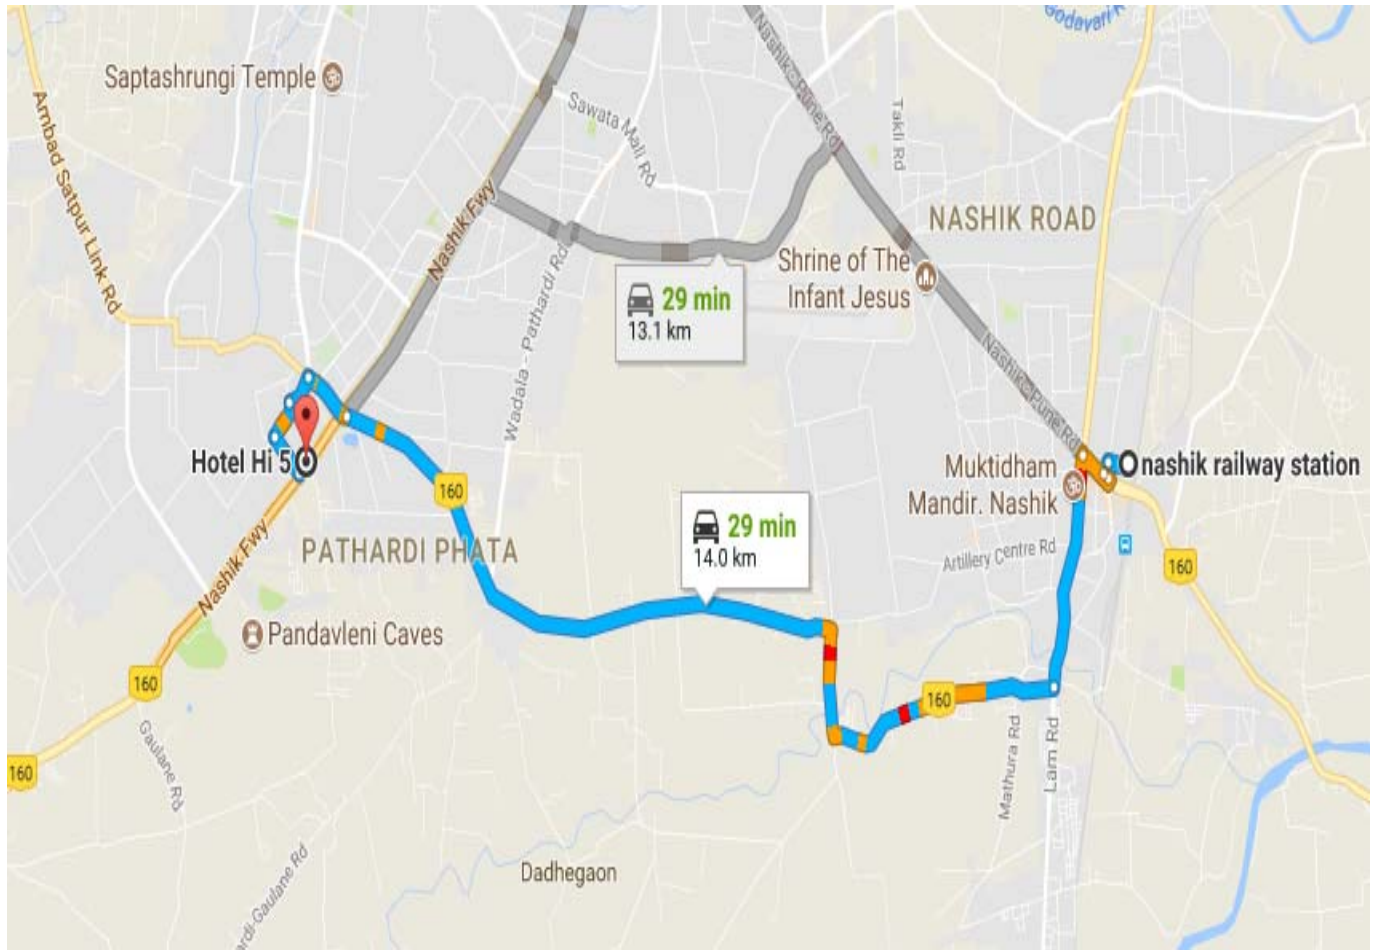 Godavari R
Saptashrungi Temple
Ambad Satpur Link Rd
Sawata Mali Rd
Nashik - Pune Rd
Takli Rd
Nashik Fwy
NASHIK ROAD
Wadala - Pathardi Rd
Shrine of The
Infant Jesus
29 min
13.1 km
Nashik - Pune Rd
Hotel Hi 5
nashik railway station
Muktidham
Mandir. Nashik
160
29 min
14.0 km
PATHARDI PHATA
Artillery Centre Rd
160
Nashik Fwy
Pandavleni Caves
160
160
160
Gaulane Rd
Mathura Rd
Lam Rd
Dadhegaon
ardi-Gaulane Rd